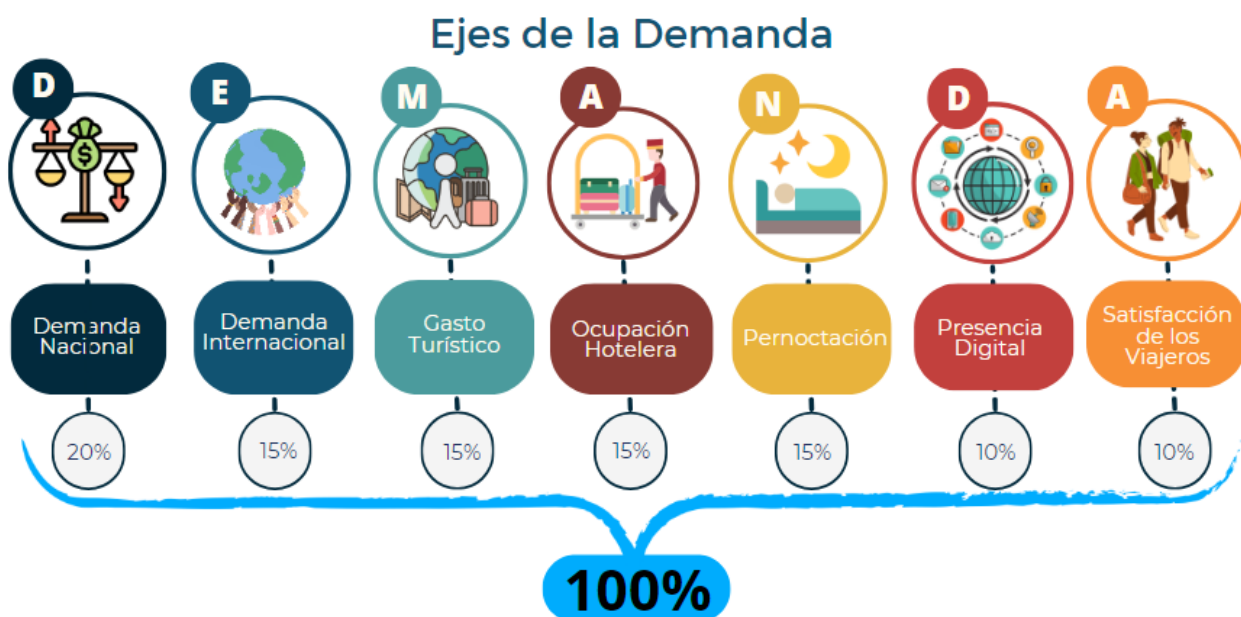 Ejes de la Demanda
D
E
M
A
N
D
A
Demanda
Nacional
Demanda
Internacional
Gasto
Turístico
Ocupación
Hotelera
Pernoctación
Presencia
Digital
Satisfacción
de los
Viajeros
20%
15%
15%
15%
15%
10%
10%
100%